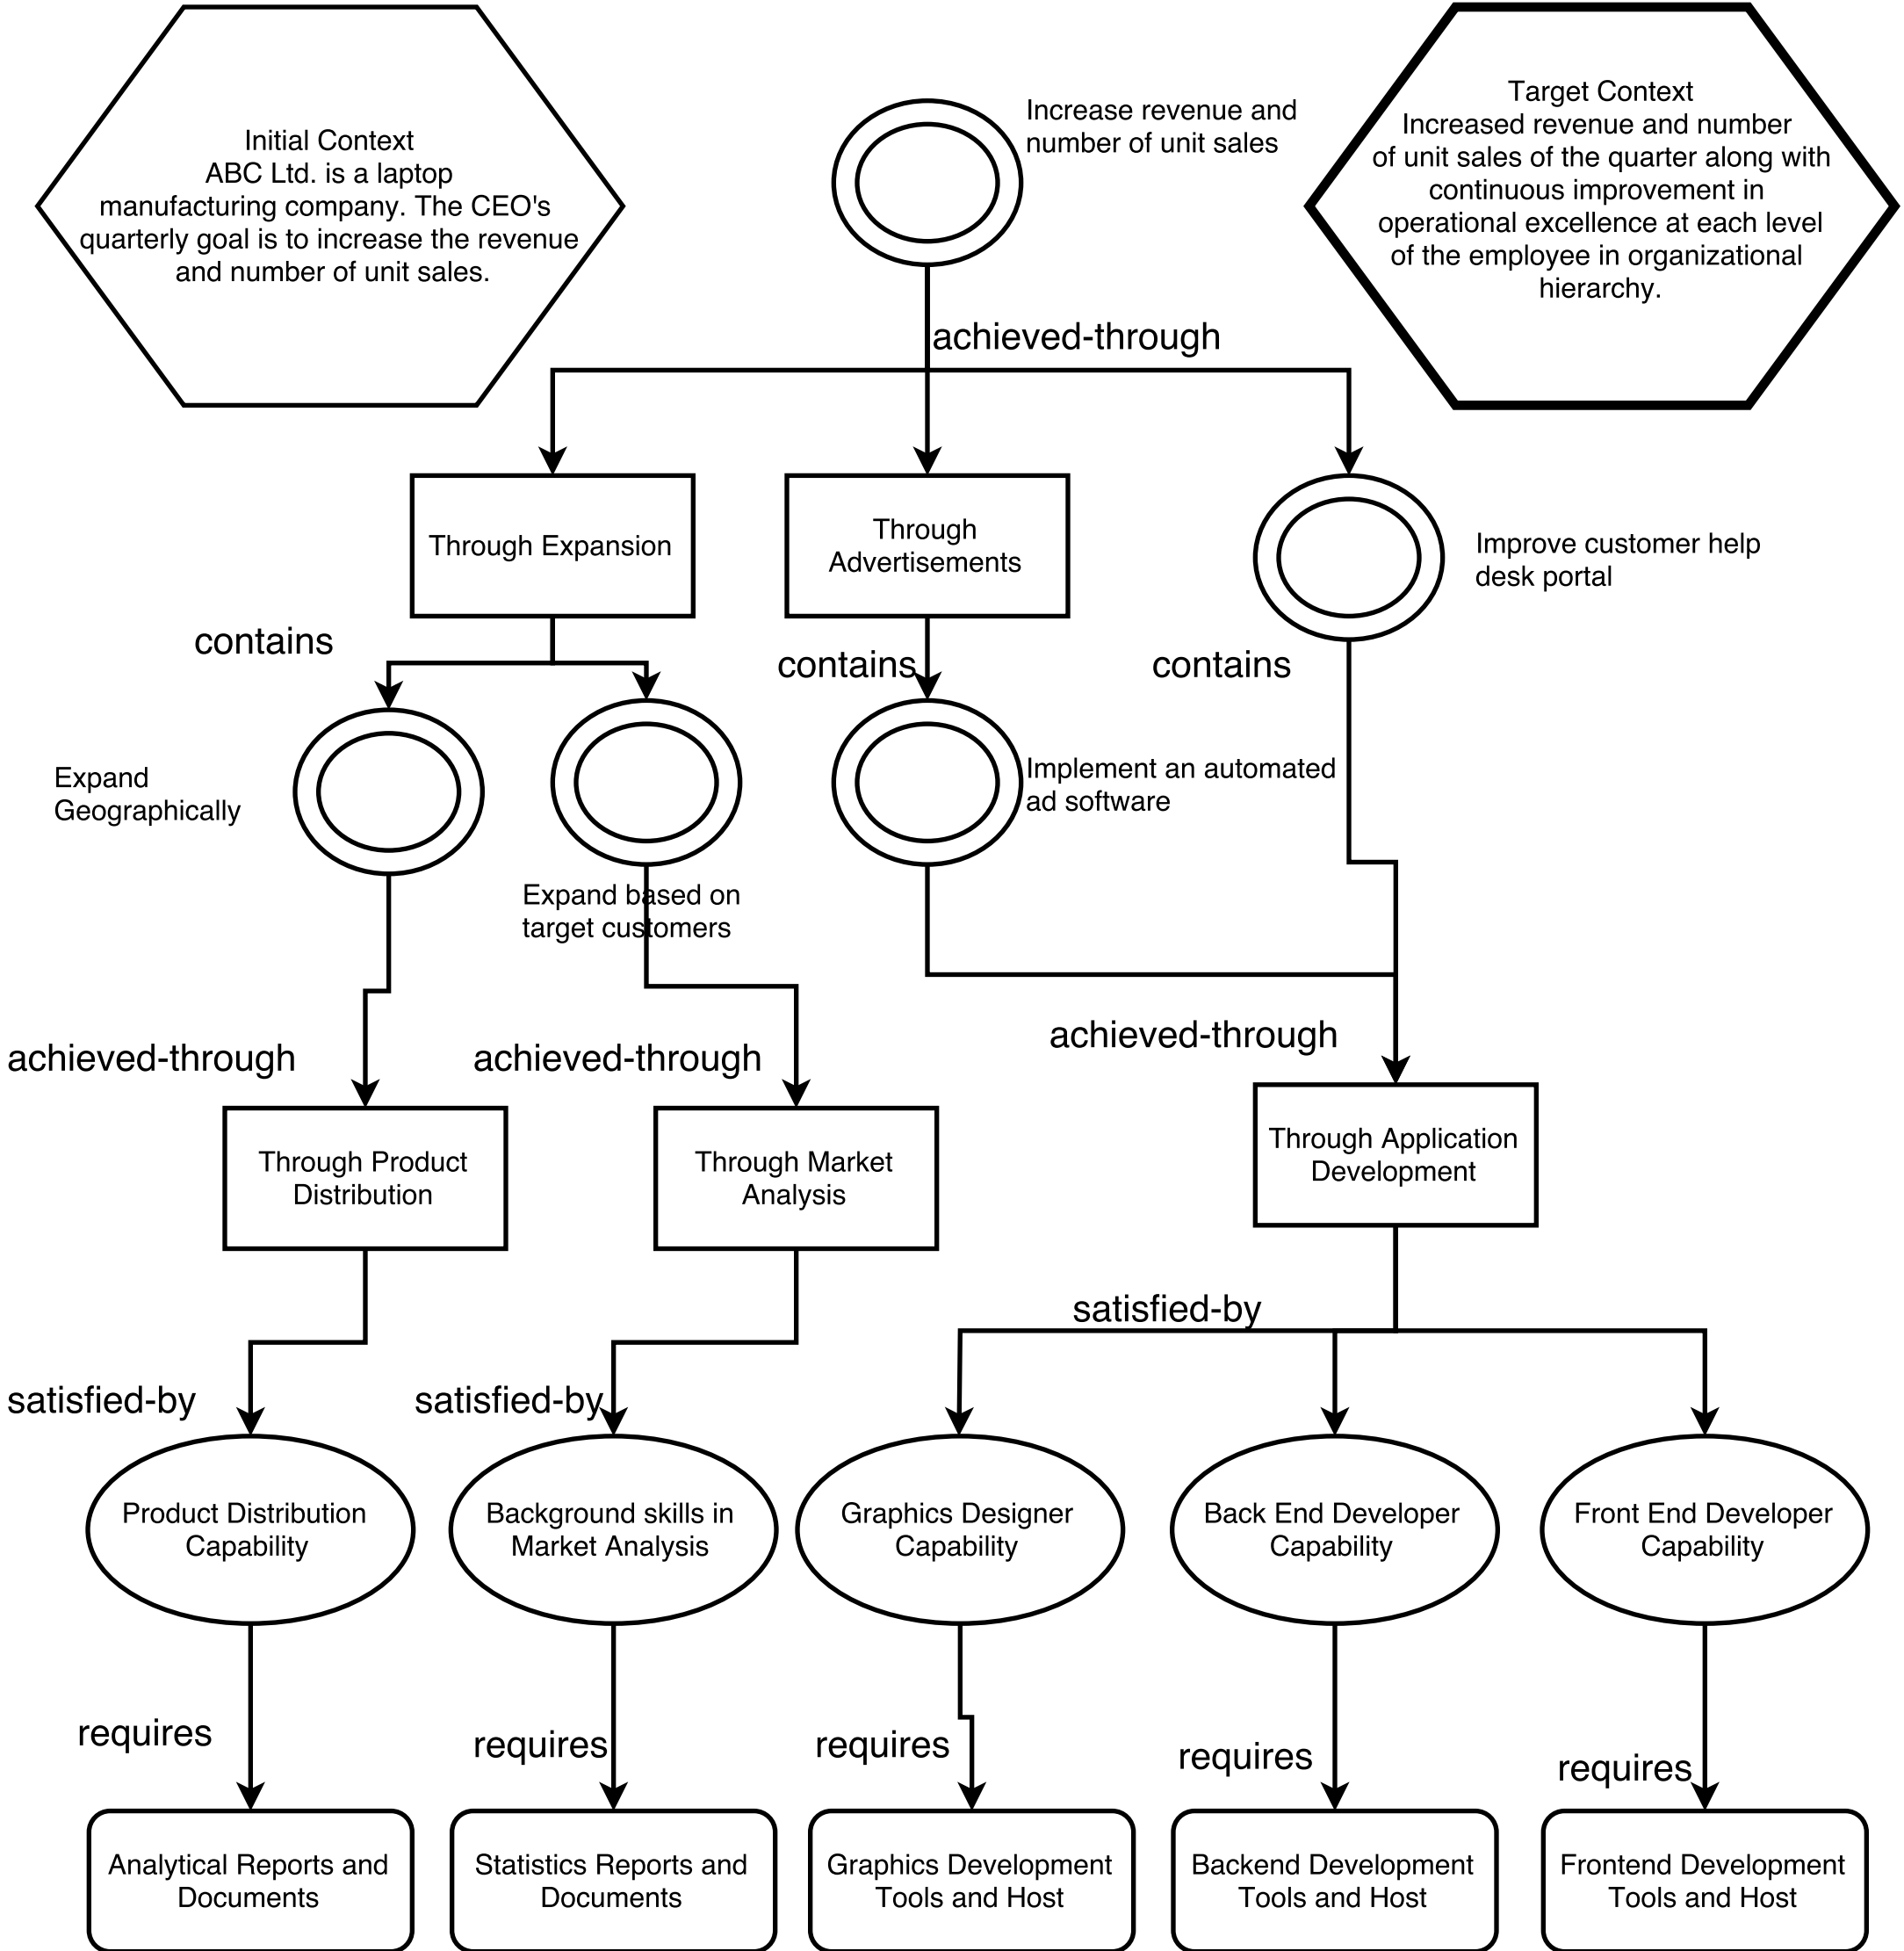 Initial Context
ABC Ltd. is a laptop
manufacturing company. The CEO's
quarterly goal is to increase the revenue
and number of unit sales.
Increase revenue and
number of unit sales
Target Context
Increased revenue and number
of unit sales of the quarter along with
continuous improvement in
operational excellence at each level
of the employee in organizational
hierarchy.
achieved-through
Through Expansion
Through
Advertisements
Improve customer help
desk portal
contains
contains
contains
Expand
Geographically
Expand based on
target customers
Implement an automated
ad software
achieved-through
achieved-through
achieved-through
Through Product
Distribution
Through Market
Analysis
Through Application
Development
satisfied-by
satisfied-by
satisfied-by
Product Distribution
Capability
Background skills in
Market Analysis
Graphics Designer
Capability
Back End Developer
Capability
Front End Developer
Capability
requires
requires
requires
requires
requires
Analytical Reports and
Documents
Statistics Reports and
Documents
Graphics Development
Tools and Host
Backend Development
Tools and Host
Frontend Development
Tools and Host